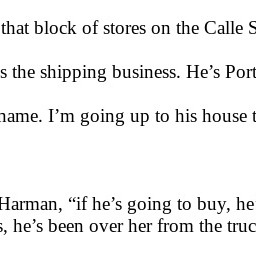 that block of stores on the Calle S
s the shipping business. He’s Port
name. I’m going up to his house t
Harman, “if he’s going to buy, he
s, he’s been over her from the truc